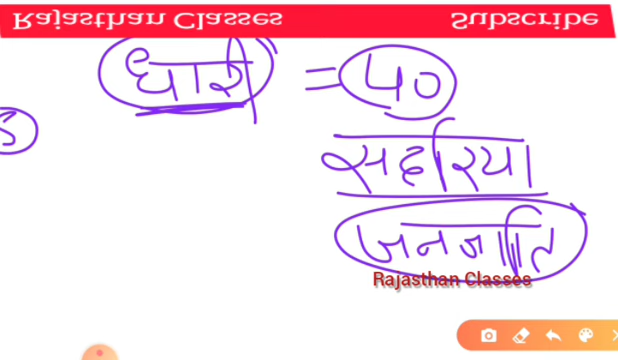 Rajasthan Classes Subscribe
धारी = 40
S
सहरिया
जनजाति
Rajasthan Classes